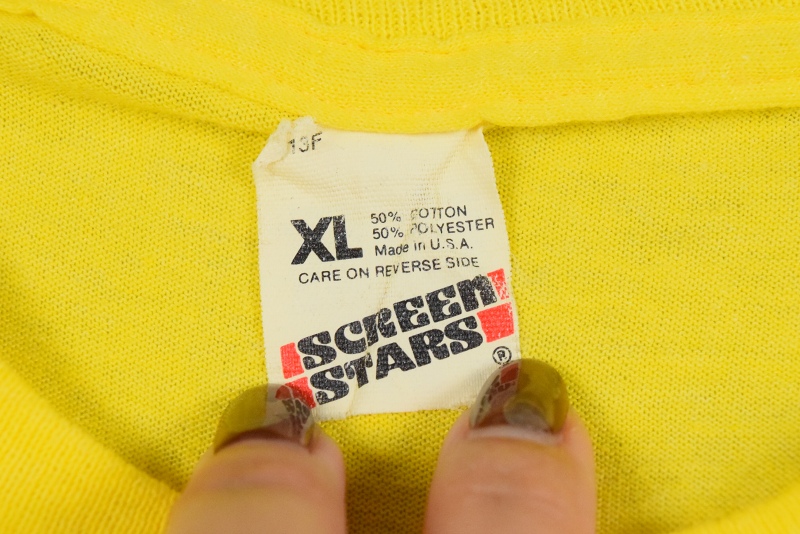 13F
XL
50% COTTON
50% POLYESTER
Made in U.S.A.
CARE ON REVERSE SIDE
SCREEN
STARS
®